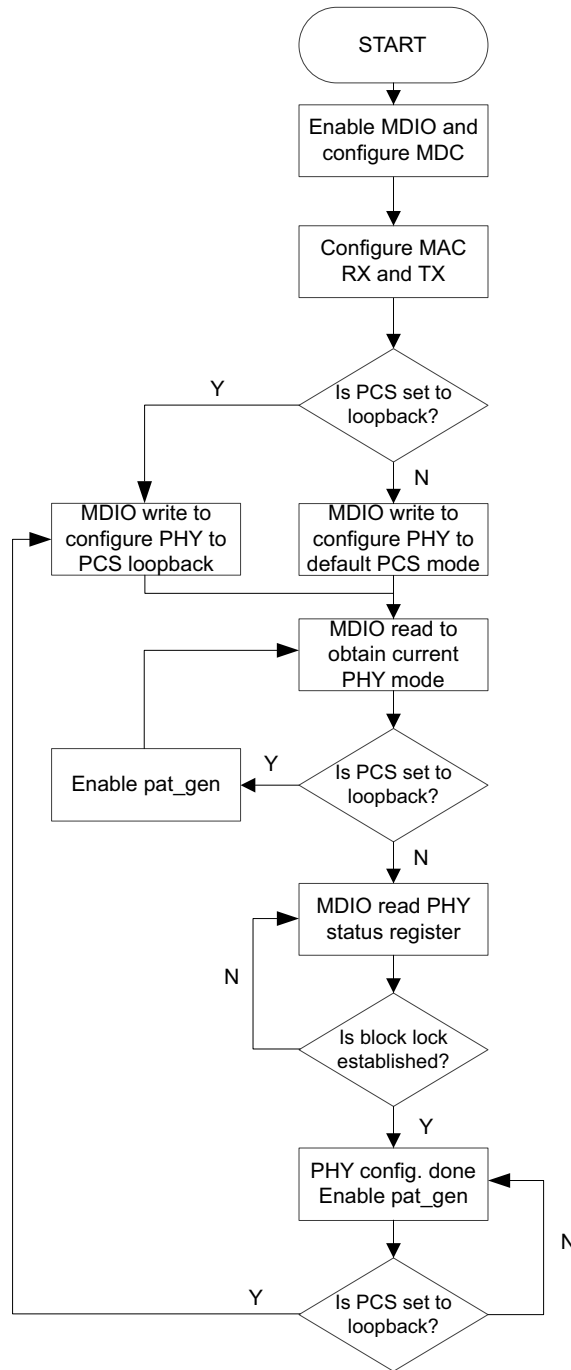 START
Enable MDIO and
configure MDC
Configure MAC
RX and TX
Is PCS set to
loopback?
Y
N
MDIO write to
configure PHY to
PCS loopback
MDIO write to
configure PHY to
default PCS mode
MDIO read to
obtain current
PHY mode
Enable pat_gen
Y
Is PCS set to
loopback?
N
MDIO read PHY
status register
N
Is block lock
established?
Y
PHY config. done
Enable pat_gen
N
Y
Is PCS set to
loopback?